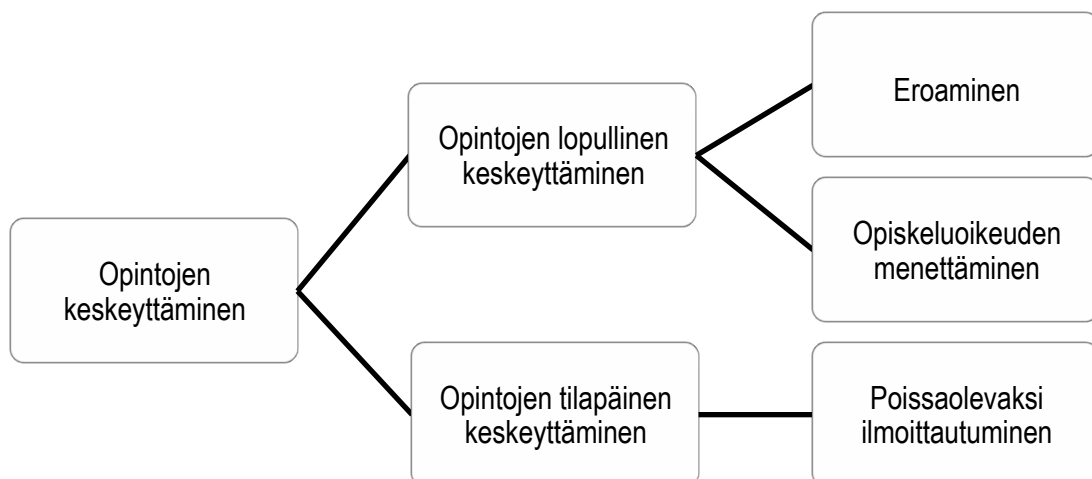 Opintojen
keskeyttäminen
Opintojen lopullinen
keskeyttäminen
Eroaminen
Opiskeluoikeuden
menettäminen
Opintojen tilapäinen
keskeyttäminen
Poissaolevaksi
ilmoittautuminen